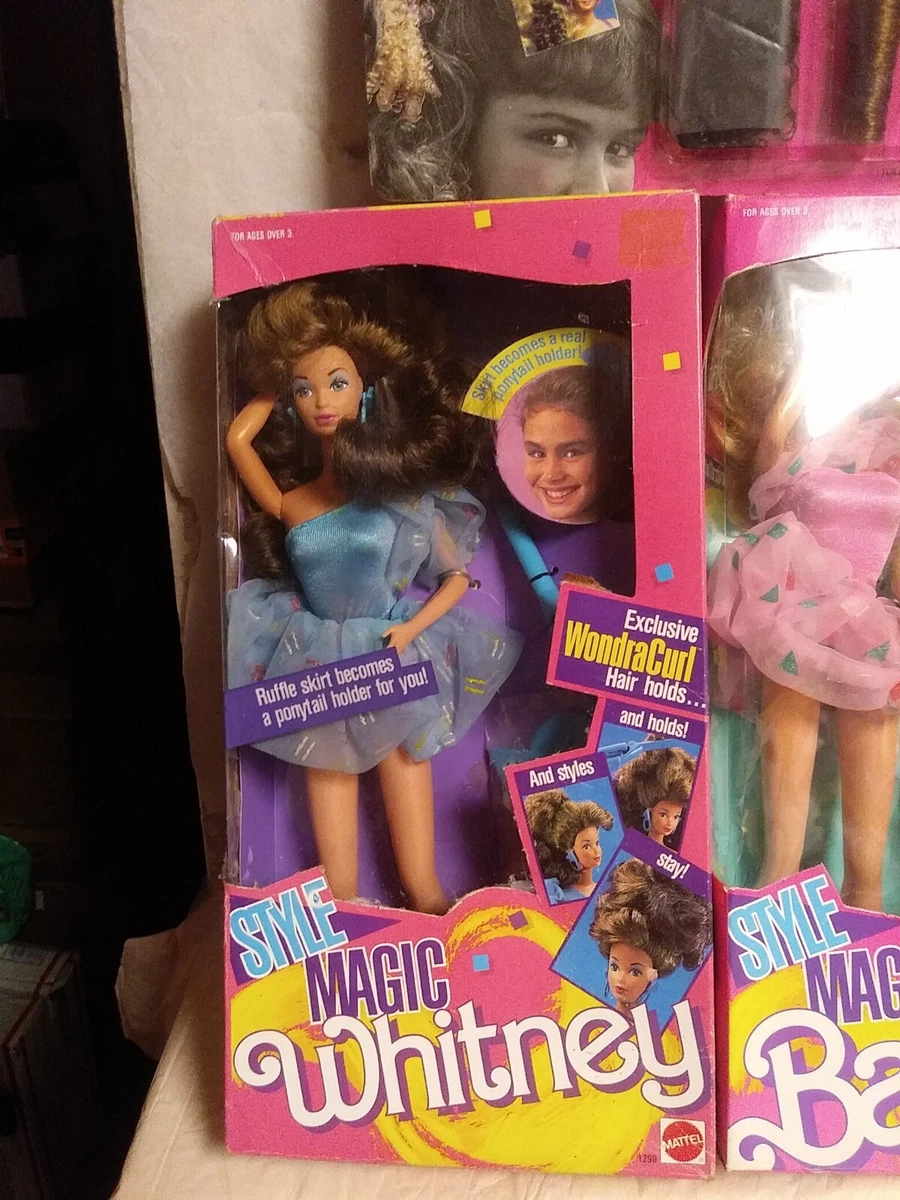 FOR AGES OVER 3.
FOR AGES OVER 3.
Skirt becomes a real
ponytail holder!
Exclusive
WondraCurl
Hair holds...
Ruffle skirt becomes
a ponytail holder for you!
and holds!
And styles
stay!
STYLE
MAGIC
Whitney
MATTEL
STYLE
MAG
Ba